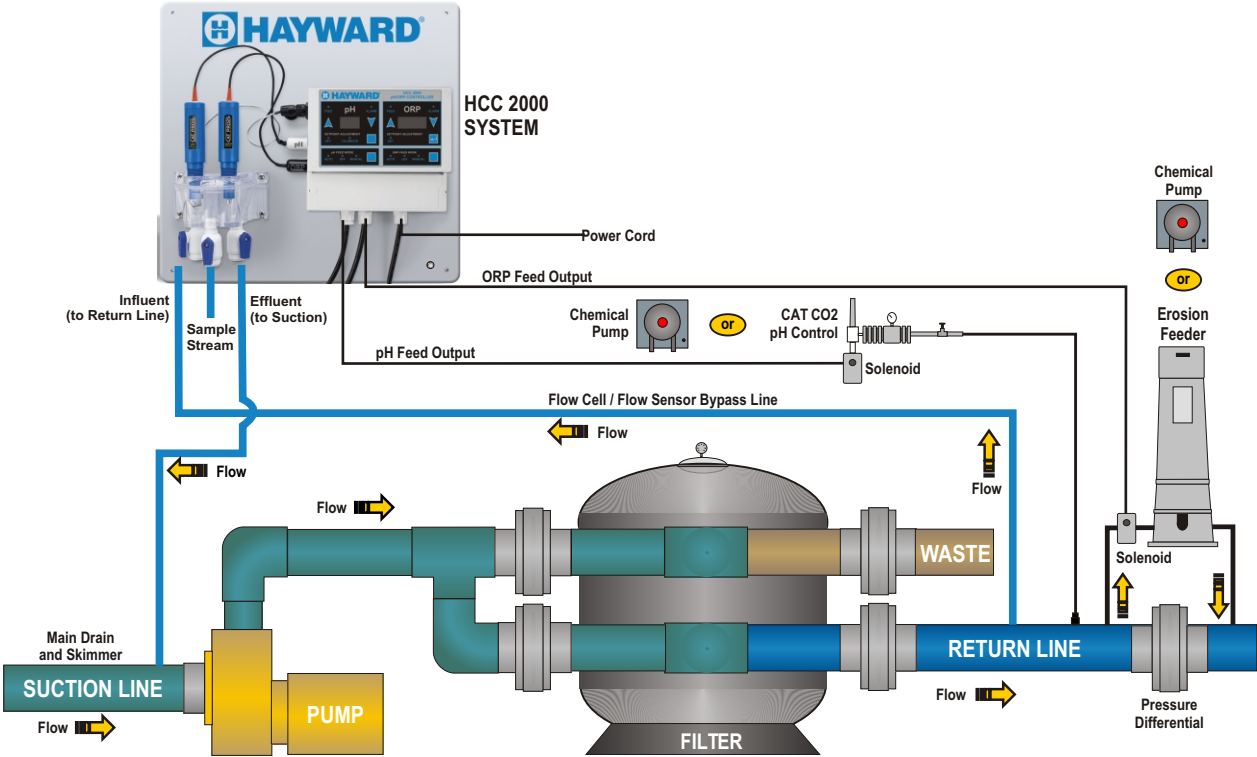 HAYWARD
HCC 2000
SYSTEM
HAYWARD
pH
ORP
pH
Power Cord
ORP Feed Output
Influent
(to Return Line)
Sample
Stream
Effluent
(to Suction)
pH Feed Output
Chemical
Pump
or
CAT CO2
pH Control
Solenoid
Chemical
Pump
or
Erosion
Feeder
Flow Cell / Flow Sensor Bypass Line
Flow
Flow
Flow
Flow
Solenoid
WASTE
Main Drain
and Skimmer
SUCTION LINE
Flow
PUMP
FILTER
RETURN LINE
Flow
Pressure
Differential